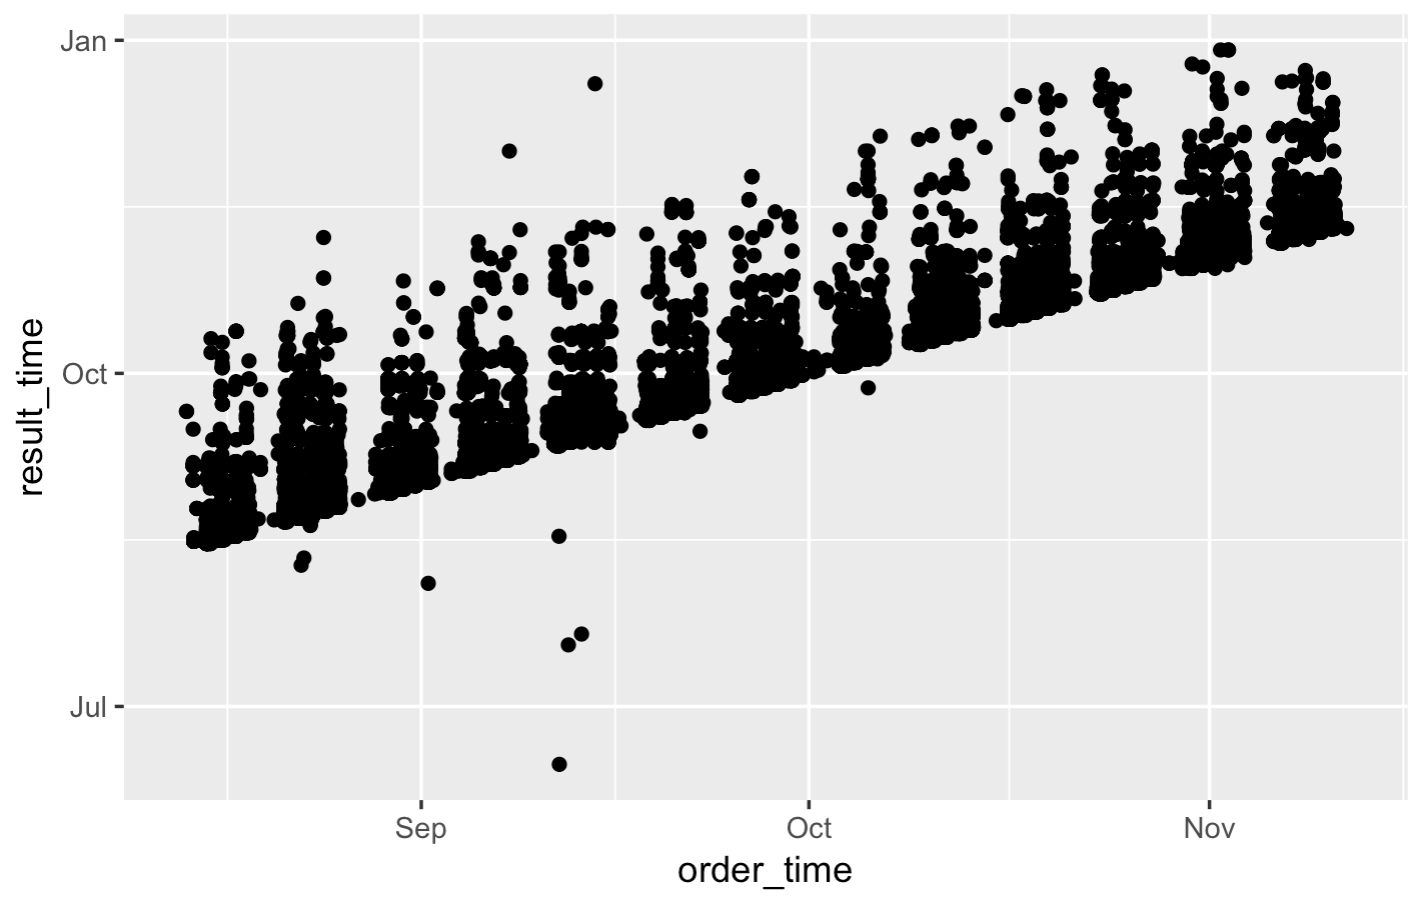 Jan
Oct
Jul
result_time
Sep Oct Nov
order_time